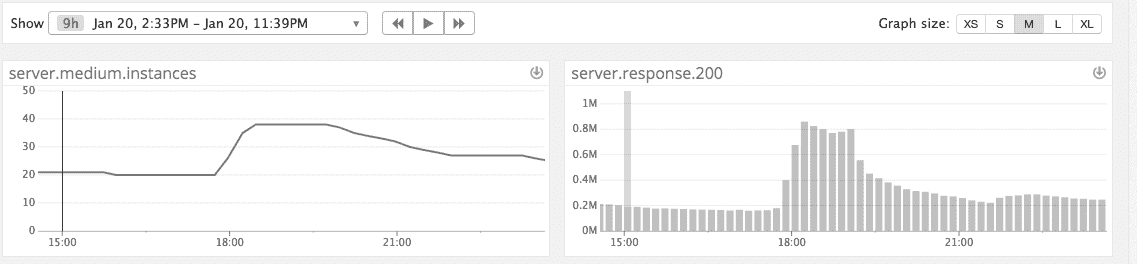 Show 9h Jan 20, 2:33PM – Jan 20, 11:39PM Graph size: XS S M L XL
server.medium.instances
50
40
30
20
10
0
15:00 18:00 21:00
server.response.200
1M
0.8M
0.6M
0.4M
0.2M
0M
15:00 18:00 21:00